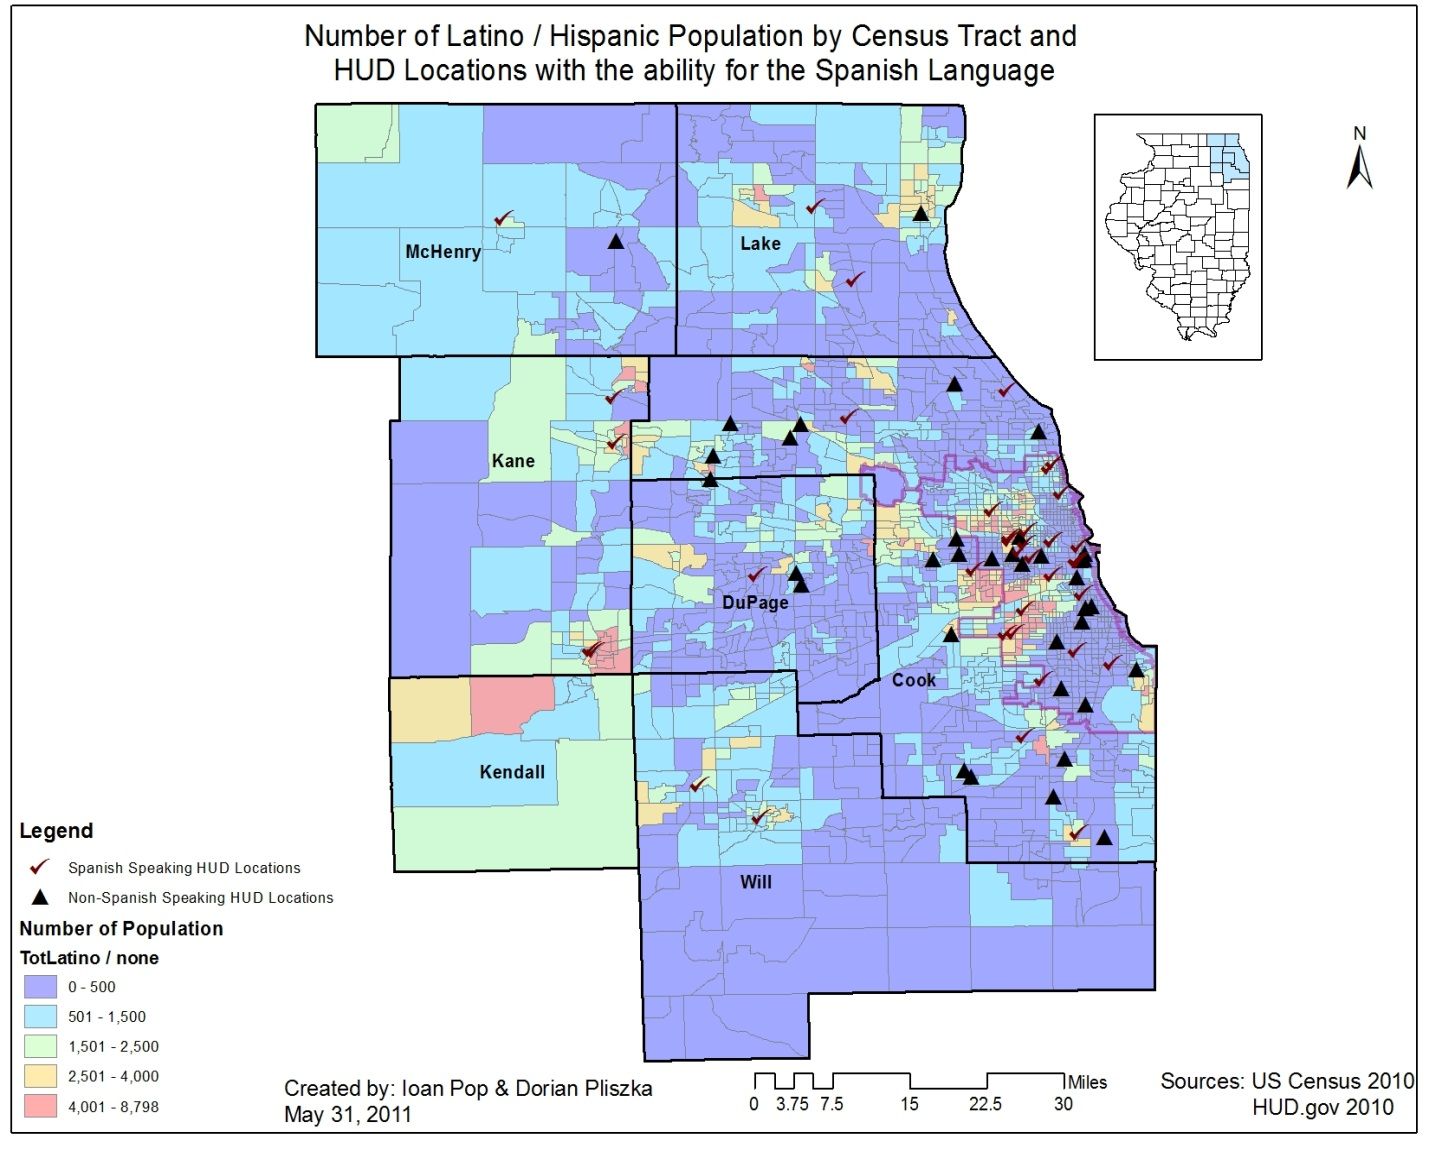 Number of Latino / Hispanic Population by Census Tract and
HUD Locations with the ability for the Spanish Language
N
McHenry
Lake
Kane
DuPage
Cook
Kendall
Will
Legend
Spanish Speaking HUD Locations
Non-Spanish Speaking HUD Locations
Number of Population
TotLatino / none
0 - 500
501 - 1,500
1,501 - 2,500
2,501 - 4,000
4,001 - 8,798
Created by: Ioan Pop & Dorian Pliszka
May 31, 2011
Miles
0 3.75 7.5 15 22.5 30
Sources: US Census 2010
HUD.gov 2010